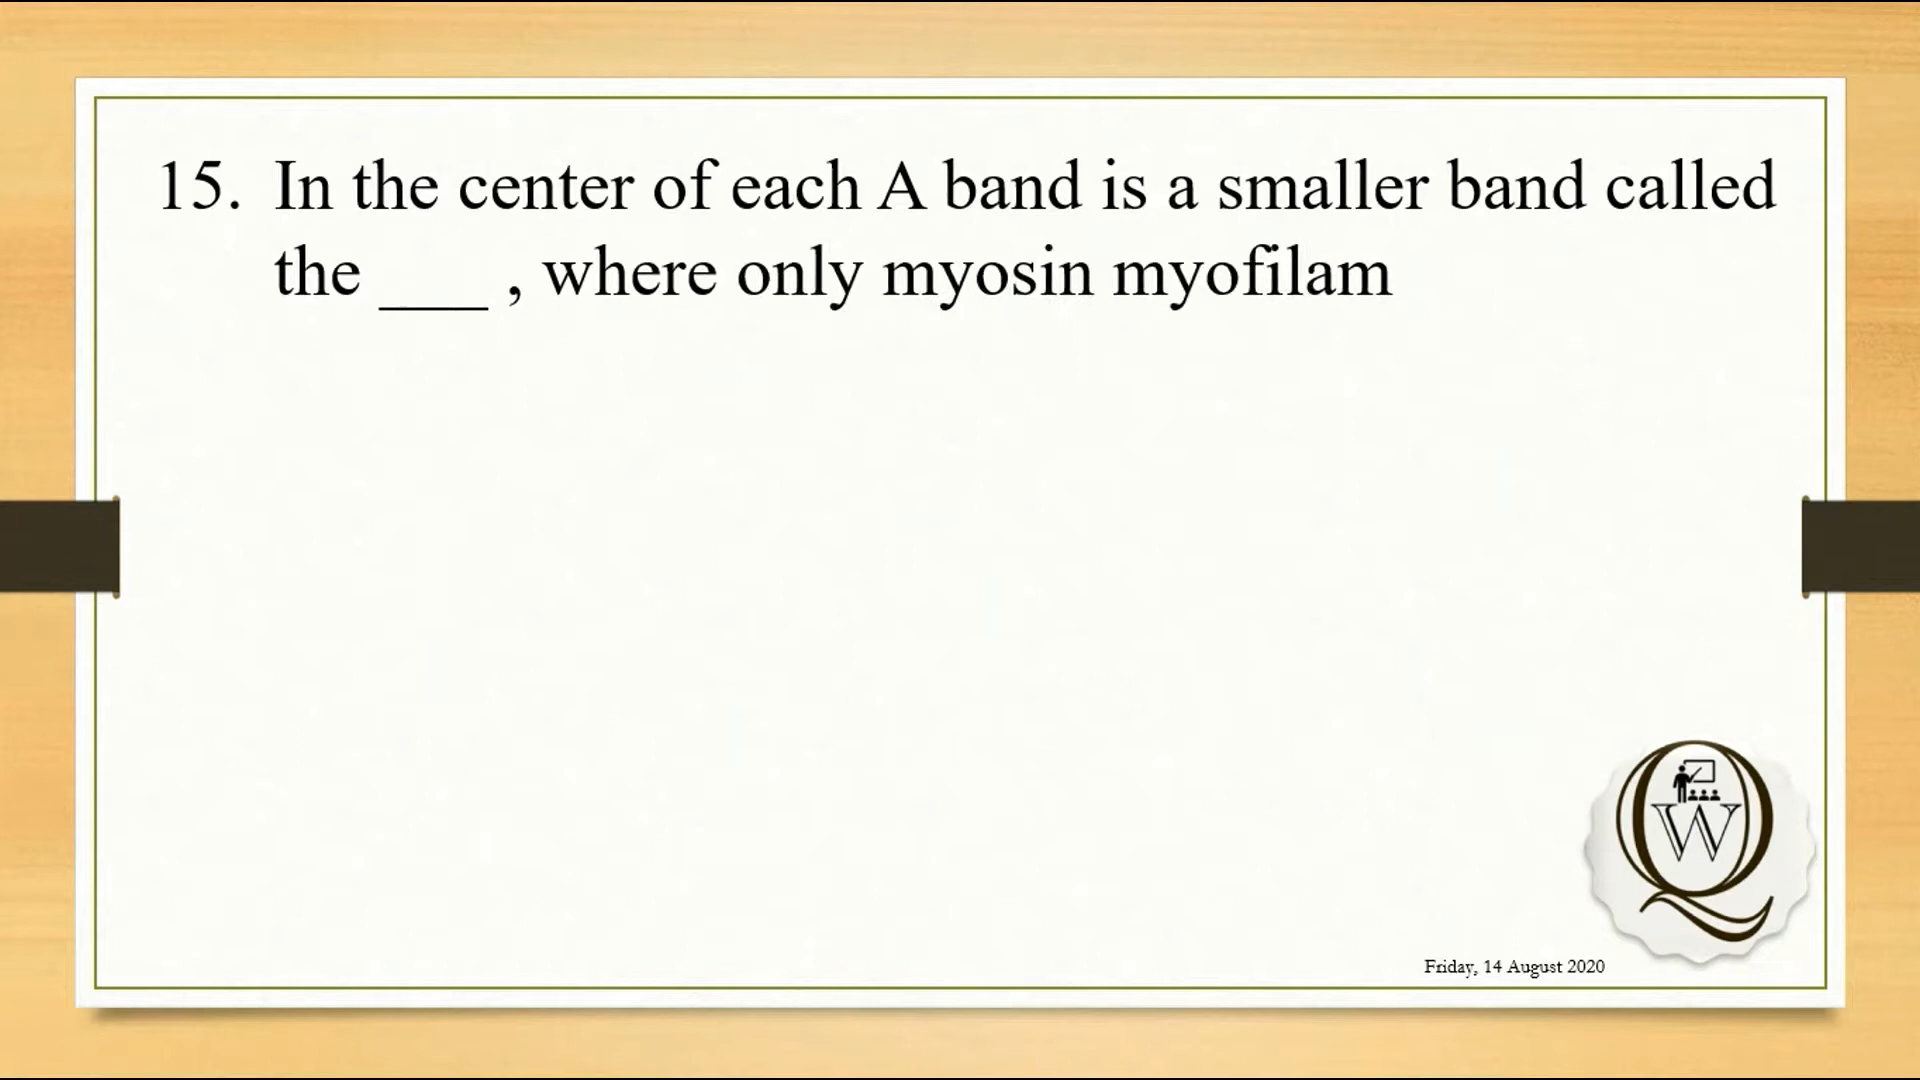 15. In the center of each A band is a smaller band called
the ___ , where only myosin myofilam
QW
Friday, 14 August 2020